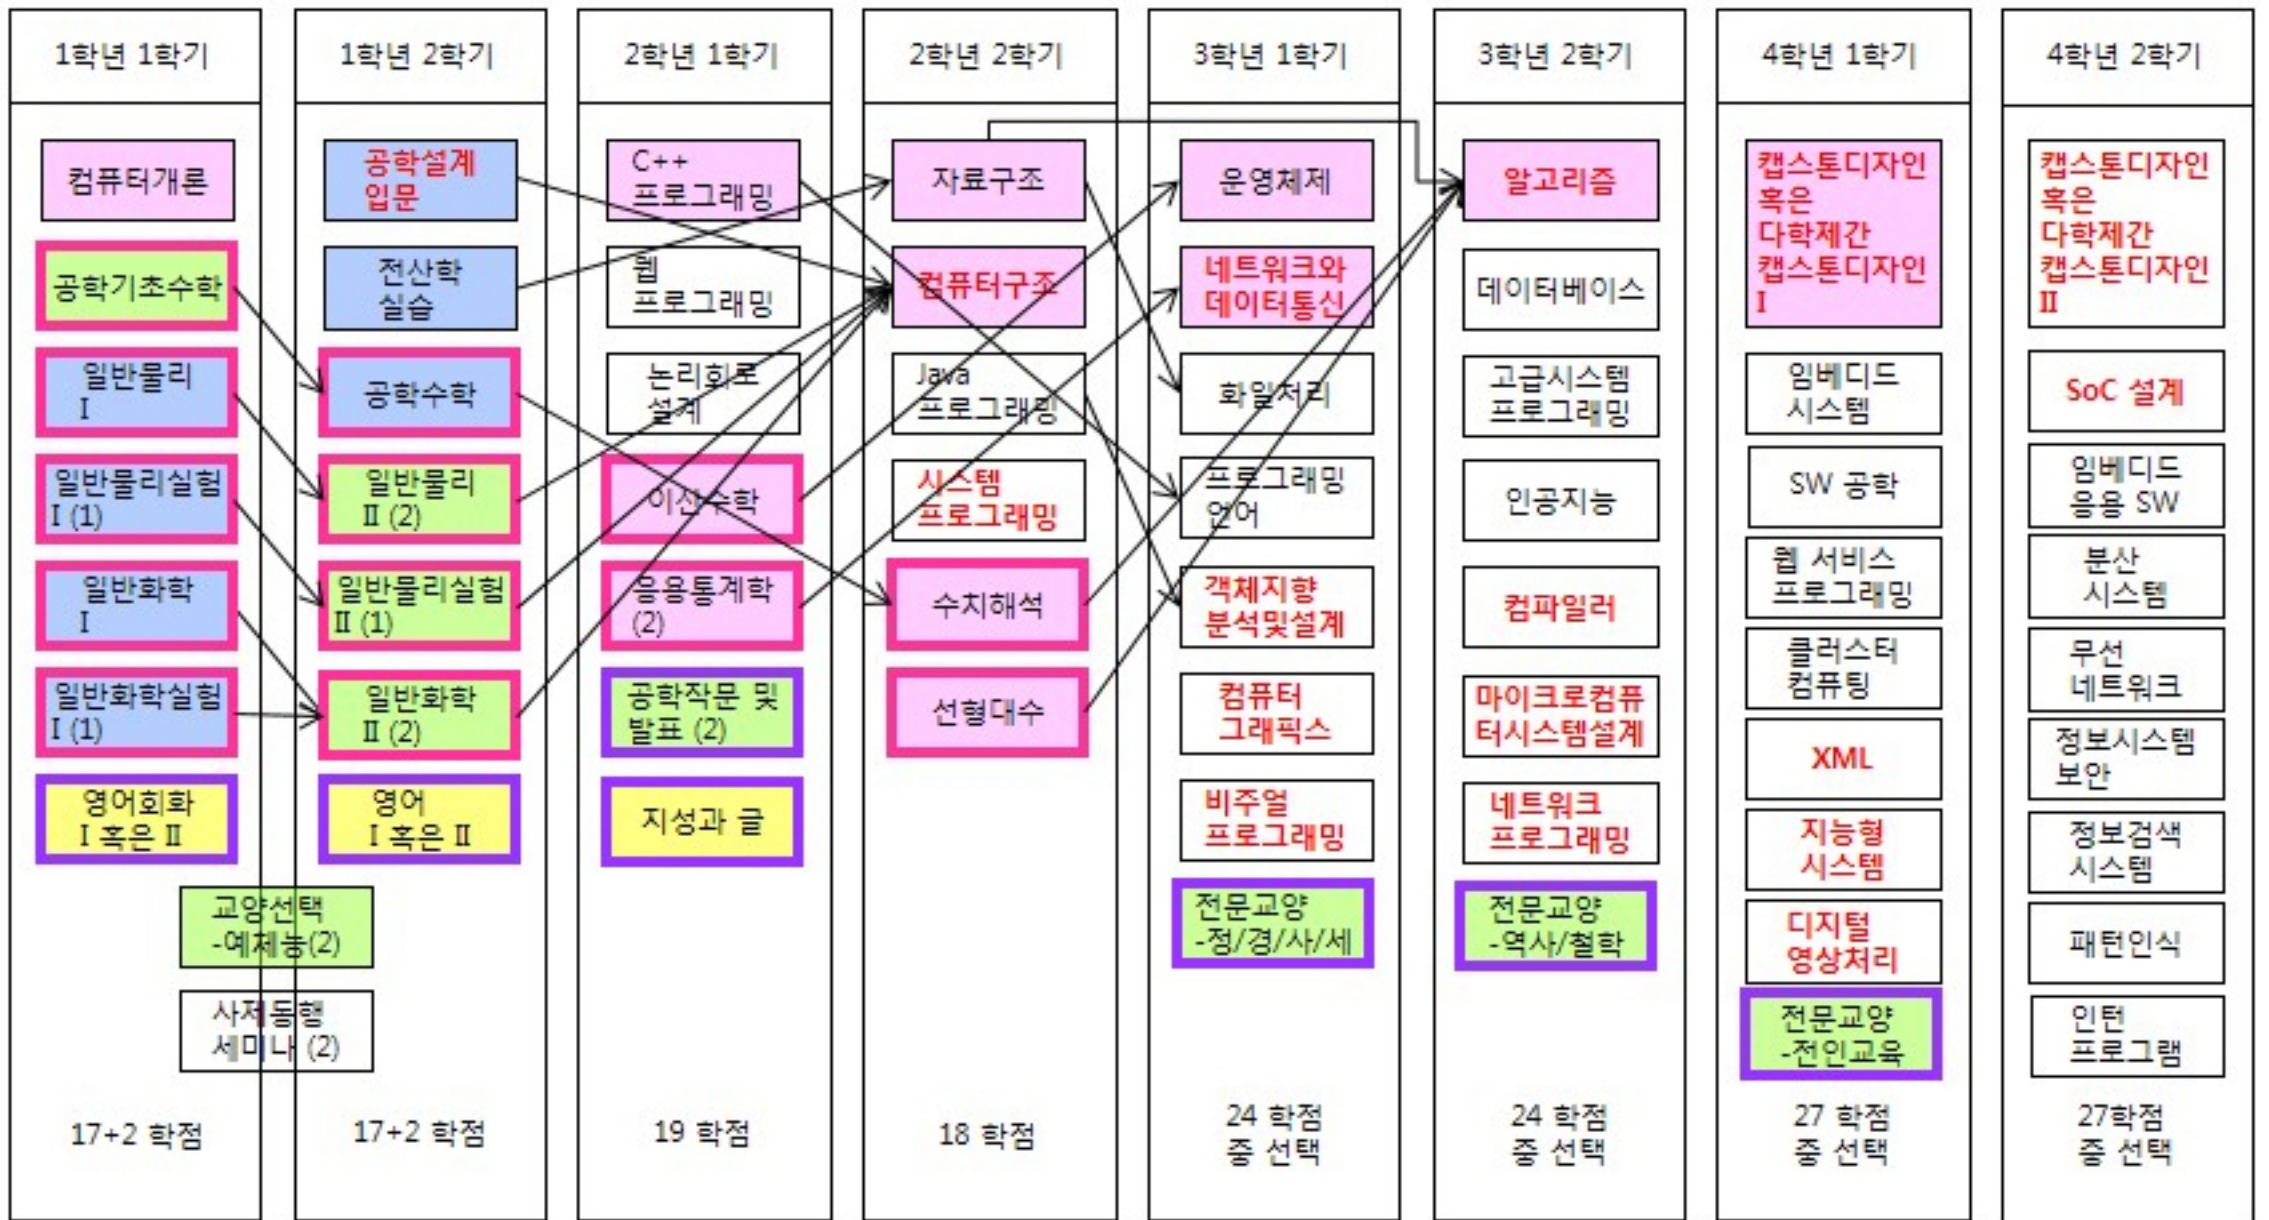 1학년 1학기
컴퓨터개론
공학기초수학
일반물리
I
일반물리실험
I (1)
일반화학
I
일반화학실험
I (1)
영어회화
I 혹은 II
1학년 2학기
공학설계
입문
전산학
실습
공학수학
일반물리
II (2)
일반물리실험
II (1)
일반화학
II (2)
영어
I 혹은 II
교양선택
-예체능(2)
사제동행
세미나 (2)
17+2 학점
17+2 학점
2학년 1학기
C++
프로그래밍
웹
프로그래밍
논리회로
설계
이산수학
응용통계학
(2)
공학작문 및
발표 (2)
지성과 글
19 학점
2학년 2학기
자료구조
컴퓨터구조
Java
프로그래밍
시스템
프로그래밍
수치해석
선형대수
18 학점
3학년 1학기
운영체제
네트워크와
데이터통신
화일처리
프로그래밍
언어
객체지향
분석및설계
컴퓨터
그래픽스
비주얼
프로그래밍
전문교양
-정/경/사/세
24 학점
중 선택
3학년 2학기
알고리즘
데이터베이스
고급시스템
프로그래밍
인공지능
컴파일러
마이크로컴퓨
터시스템설계
네트워크
프로그래밍
전문교양
-역사/철학
24 학점
중 선택
4학년 1학기
캡스톤디자인
혹은
다학제간
캡스톤디자인
I
임베디드
시스템
SW 공학
웹 서비스
프로그래밍
클러스터
컴퓨팅
XML
지능형
시스템
디지털
영상처리
전문교양
-전인교육
27 학점
중 선택
4학년 2학기
캡스톤디자인
혹은
다학제간
캡스톤디자인
II
SoC 설계
임베디드
응용 SW
분산
시스템
무선
네트워크
정보시스템
보안
정보검색
시스템
패턴인식
인턴
프로그램
27학점
중 선택